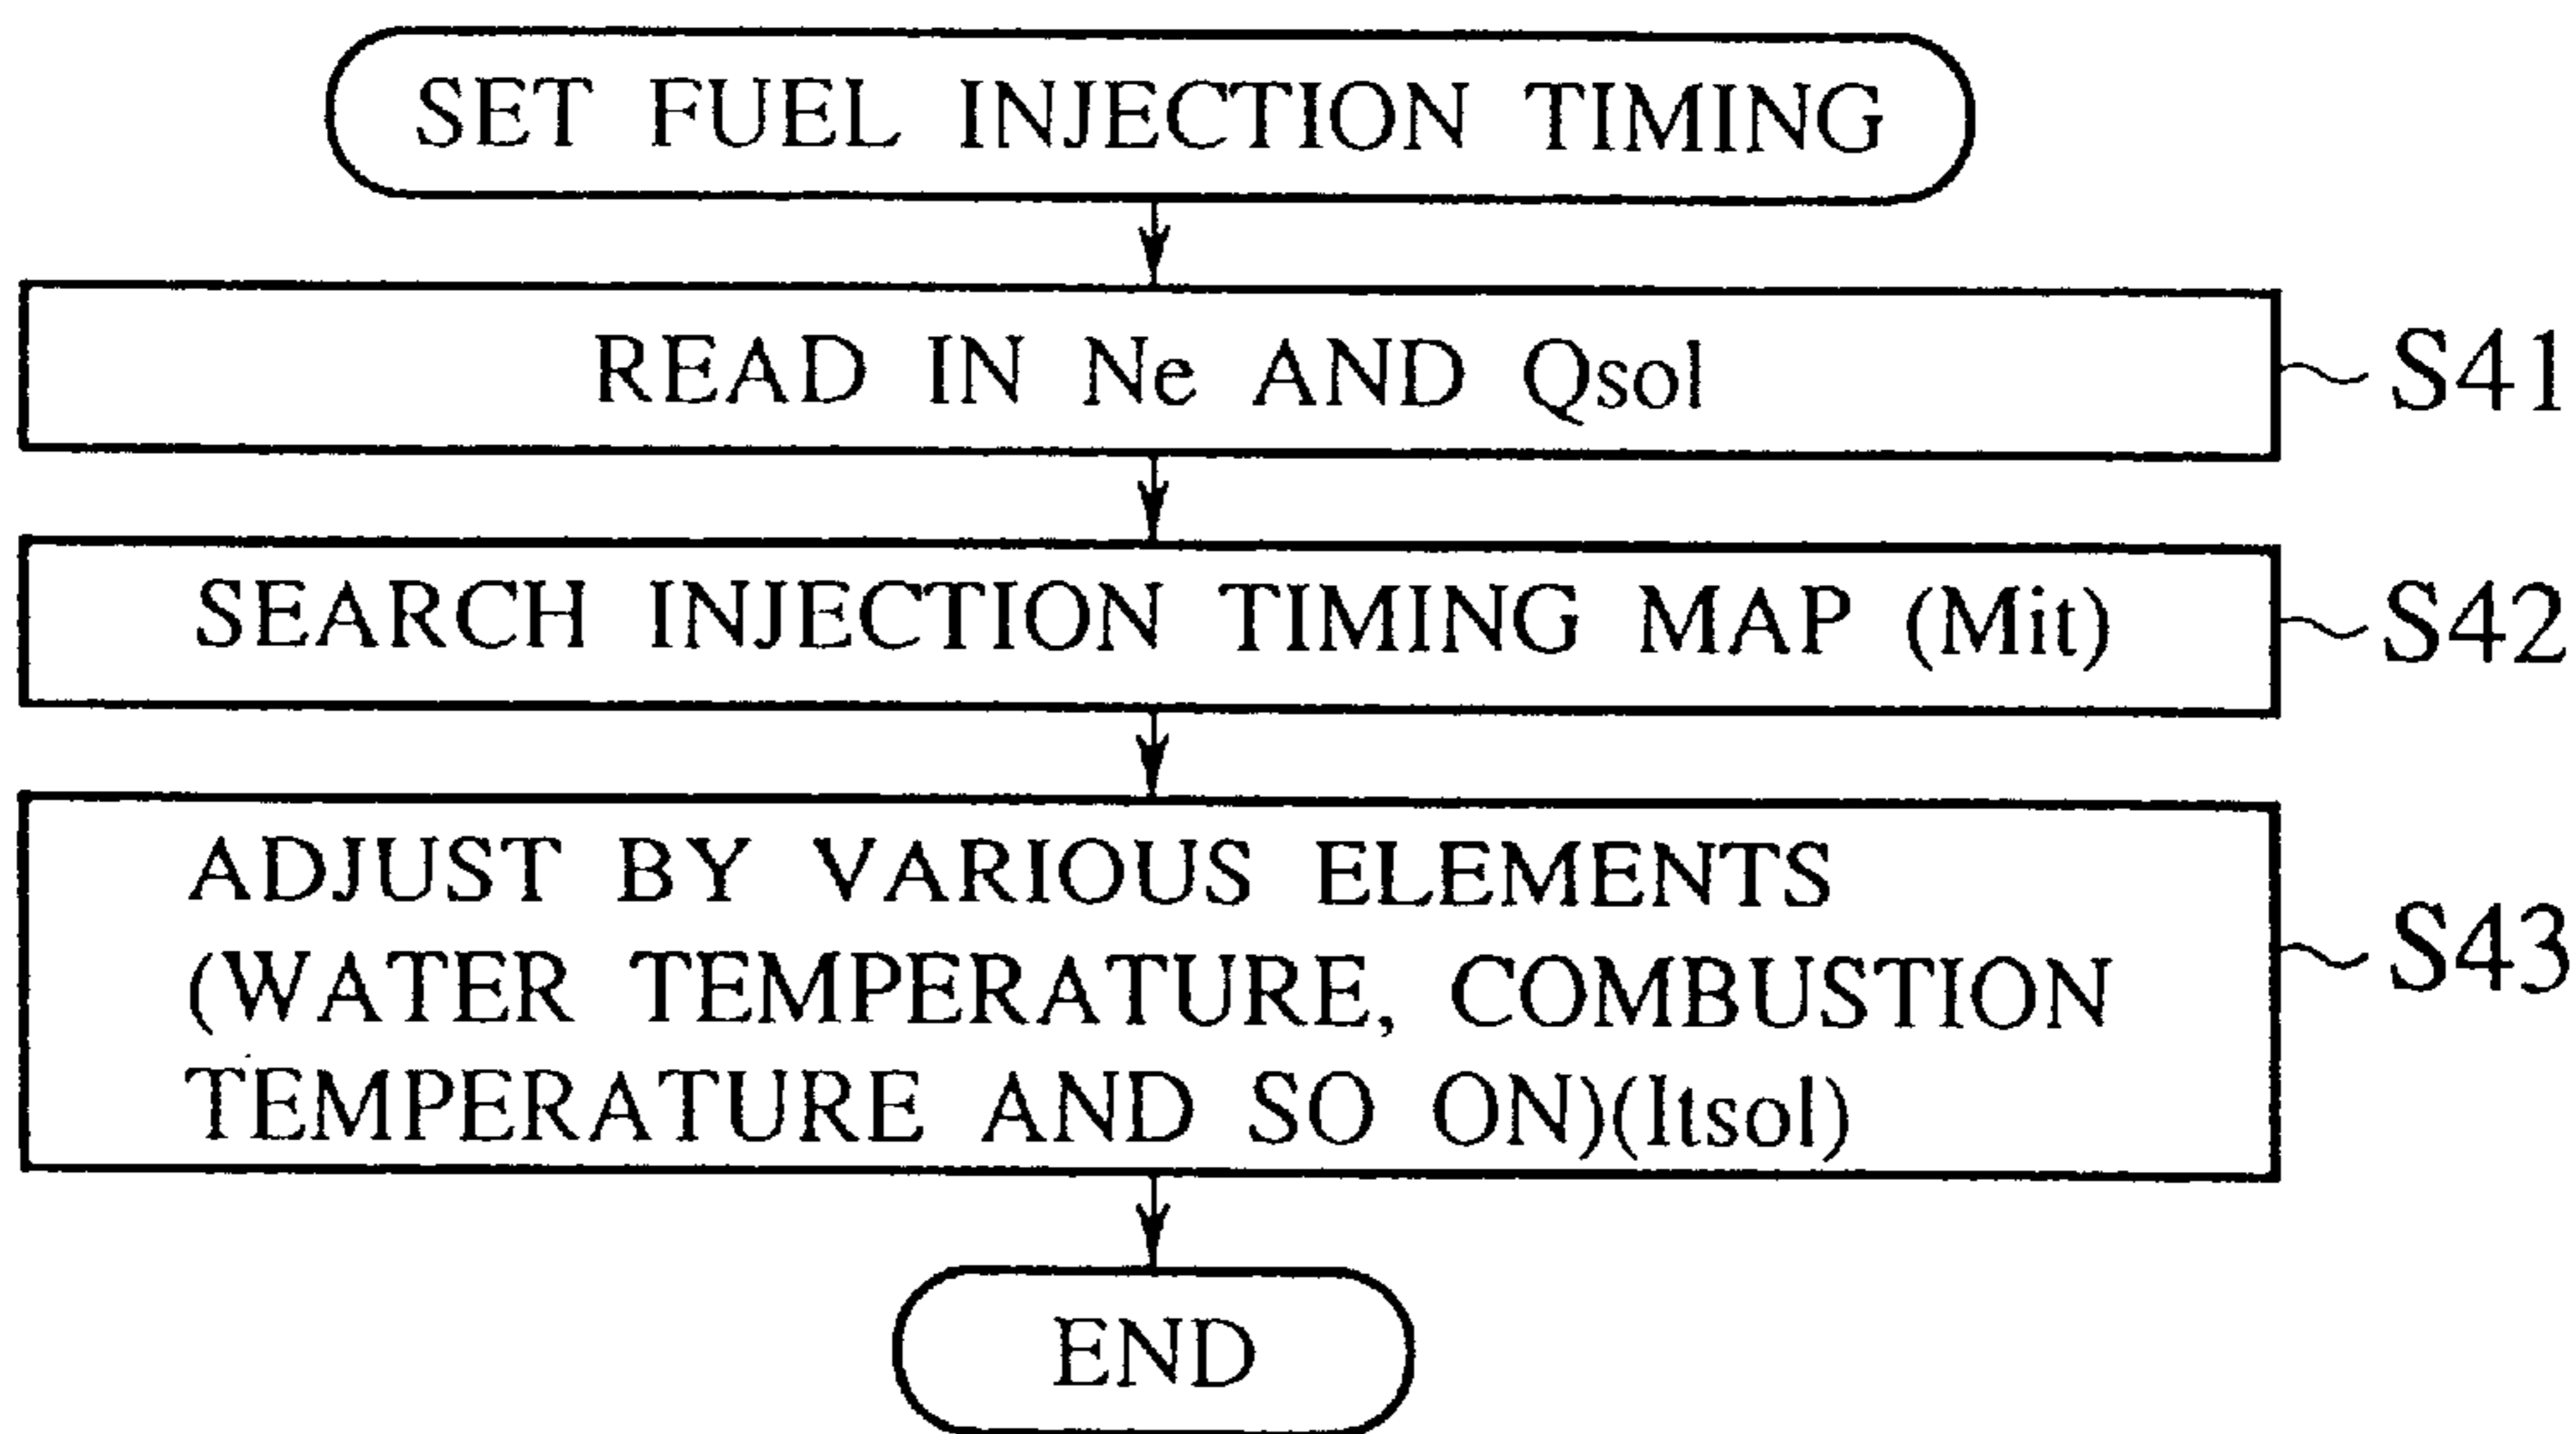 SET FUEL INJECTION TIMING
READ IN Ne AND Qsol
S41
SEARCH INJECTION TIMING MAP (Mit)
S42
ADJUST BY VARIOUS ELEMENTS
(WATER TEMPERATURE, COMBUSTION
TEMPERATURE AND SO ON)(Itsol)
S43
END